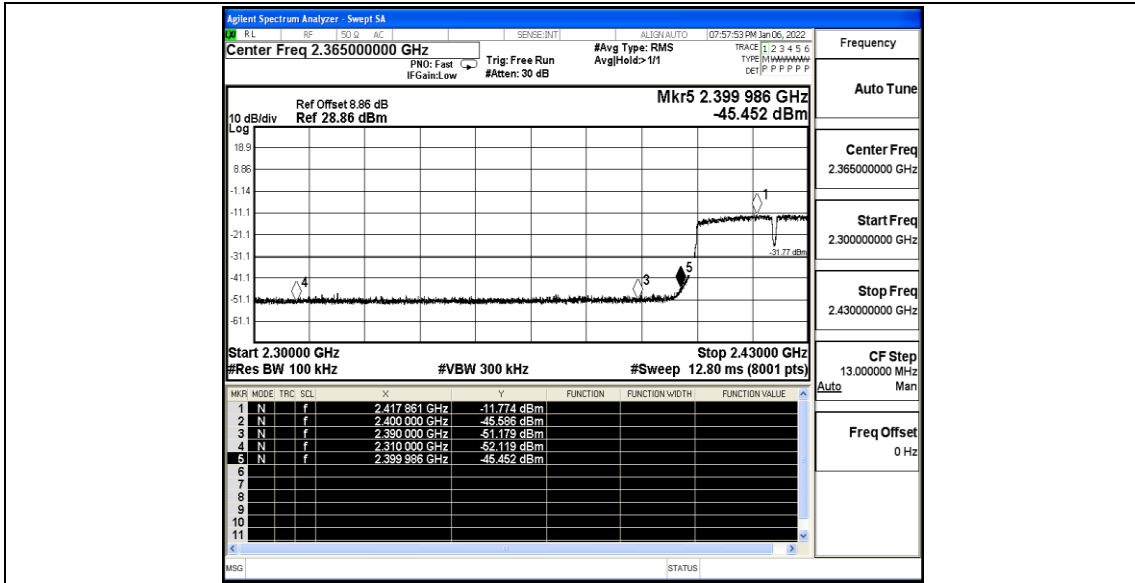 Agilent Spectrum Analyzer - Swept SA
LXI RL RF 50 Ω AC SENSE:INT ALIGN AUTO 07:57:53 PM Jan 06, 2022
Center Freq 2.365000000 GHz
PNO: Fast
IFGain:Low
Trig: Free Run
#Atten: 30 dB
#Avg Type: RMS
Avg|Hold:>1/1
TRACE 1 2 3 4 5 6
TYPE M WWWWW
DET P P P P P P
Ref Offset 8.86 dB
10 dB/div Ref 28.86 dBm
Log
Mkr5 2.399 986 GHz
-45.452 dBm
18.9
8.86
-1.14
-11.1
-21.1
-31.1
-41.1
-51.1
-61.1
1
-31.77 dBm
4
3
5
Start 2.30000 GHz Stop 2.43000 GHz
#Res BW 100 kHz #VBW 300 kHz #Sweep 12.80 ms (8001 pts)
MKR MODE TRC SCL X Y FUNCTION FUNCTION WIDTH FUNCTION VALUE
1 N f 2.417 861 GHz -11.774 dBm
2 N f 2.400 000 GHz -45.586 dBm
3 N f 2.390 000 GHz -51.179 dBm
4 N f 2.310 000 GHz -52.119 dBm
5 N f 2.399 986 GHz -45.452 dBm
6
7
8
9
10
11
MSG STATUS
Frequency
Auto Tune
Center Freq
2.365000000 GHz
Start Freq
2.300000000 GHz
Stop Freq
2.430000000 GHz
CF Step
13.000000 MHz
Auto Man
Freq Offset
0 Hz